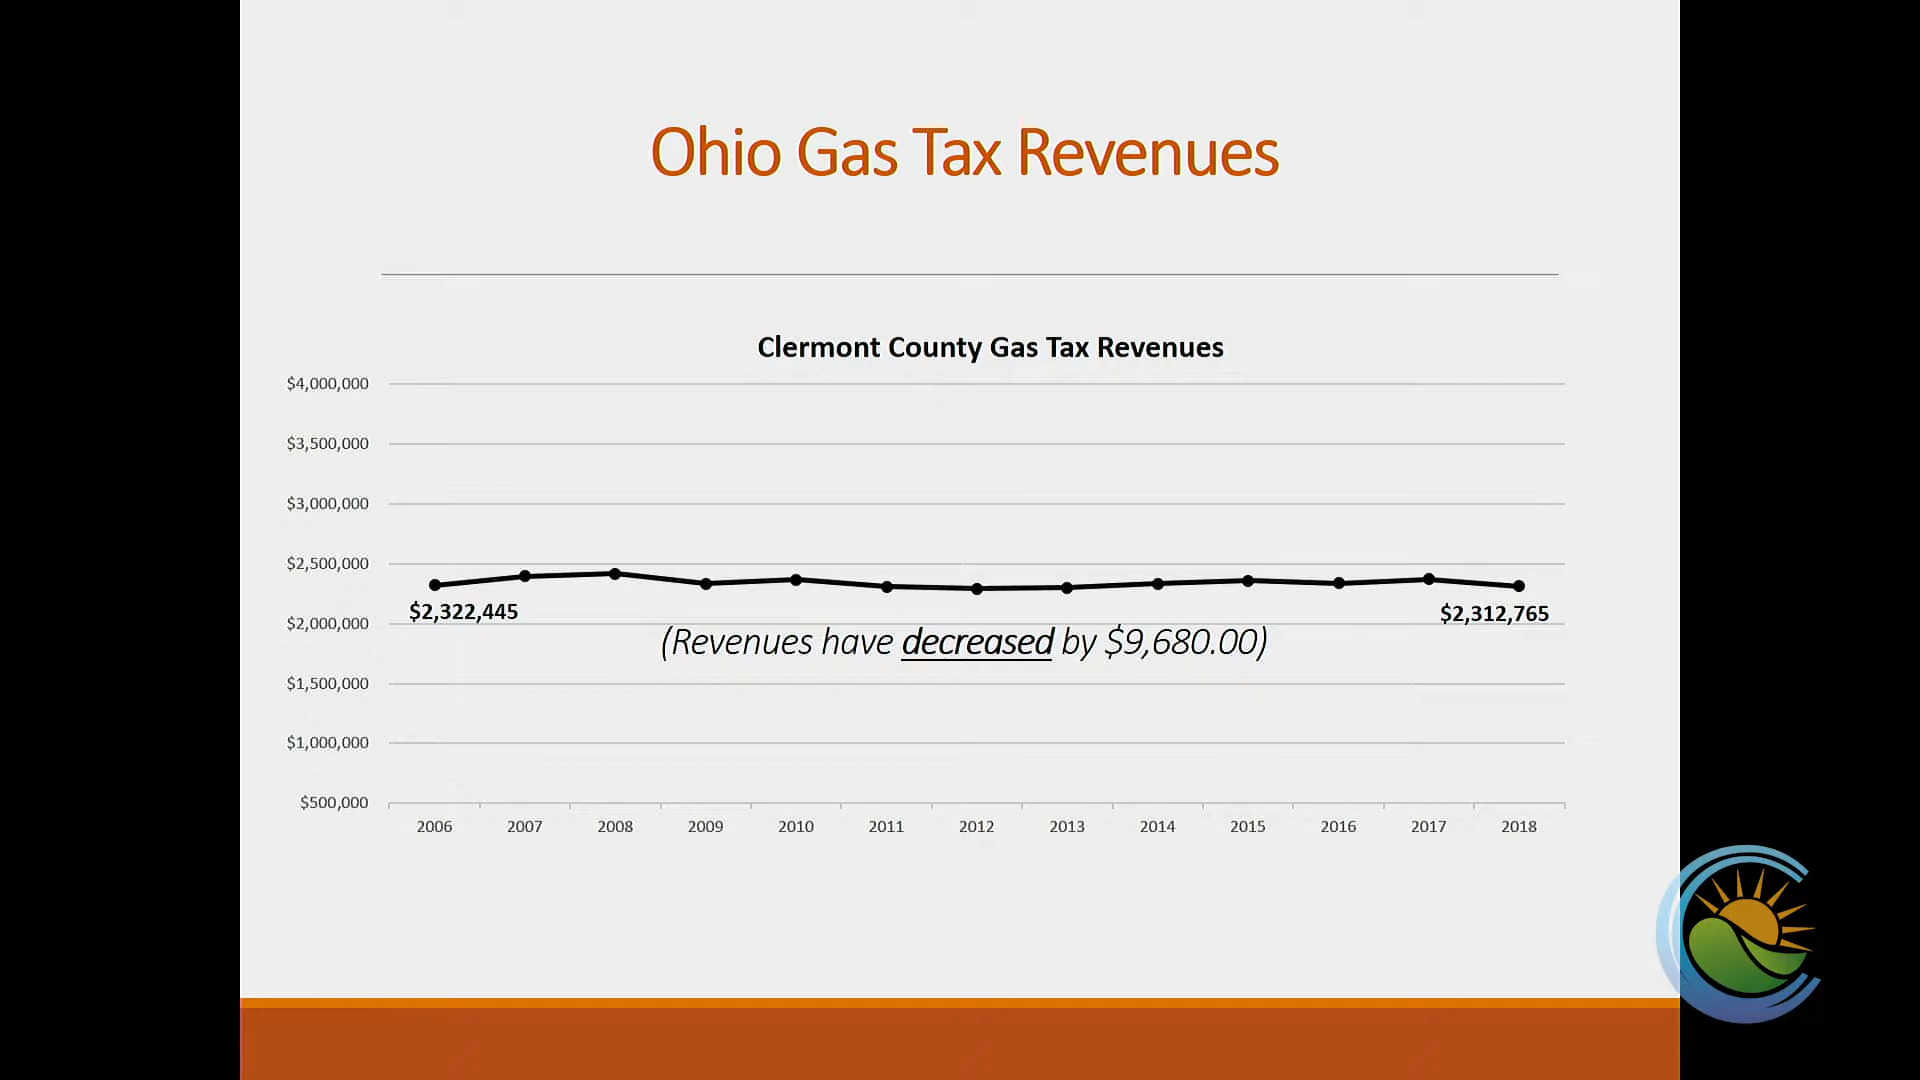 Ohio Gas Tax Revenues
Clermont County Gas Tax Revenues
$4,000,000
$3,500,000
$3,000,000
$2,500,000
$2,000,000
$1,500,000
$1,000,000
$500,000
$2,322,445
$2,312,765
(Revenues have decreased by $9,680.00)
2006 2007 2008 2009 2010 2011 2012 2013 2014 2015 2016 2017 2018